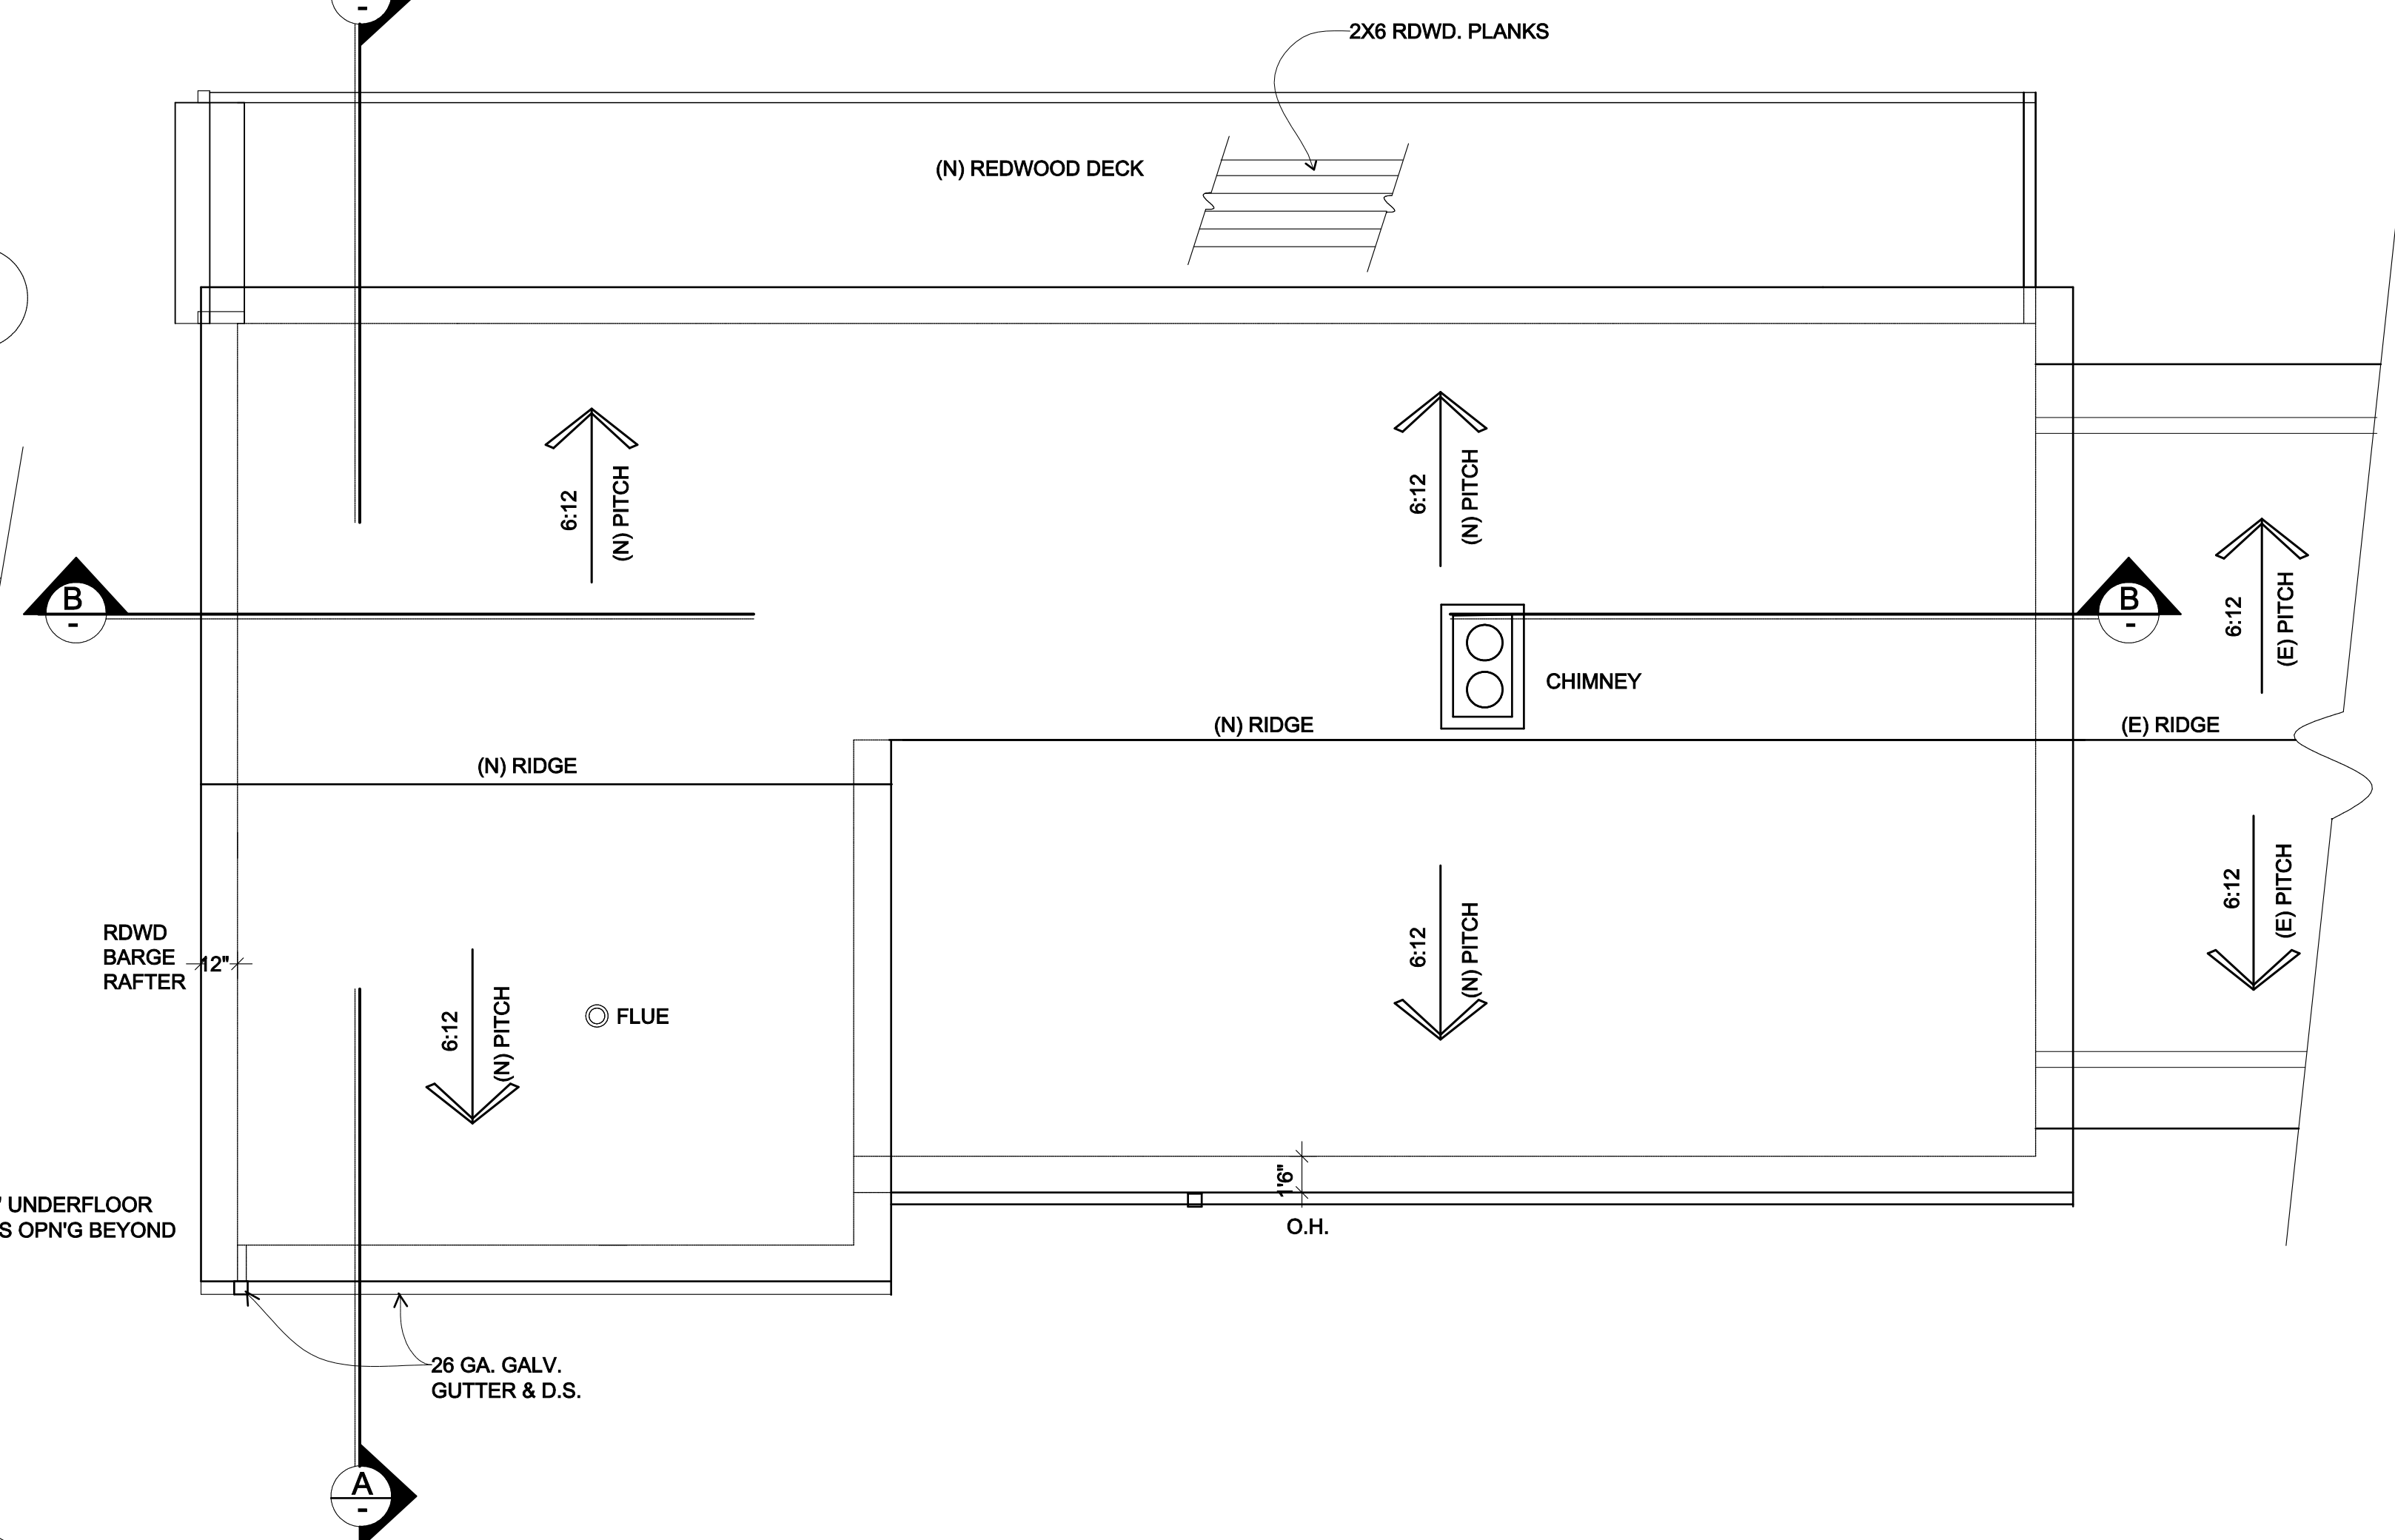 -
2X6 RDWD. PLANKS
(N) REDWOOD DECK
6:12
(N) PITCH
6:12
(N) PITCH
6:12
(E) PITCH
B
-
B
-
CHIMNEY
(N) RIDGE
(E) RIDGE
(N) RIDGE
6:12
(E) PITCH
6:12
(N) PITCH
RDWD
BARGE
RAFTER
12"
6:12
(N) PITCH
FLUE
1'6"
O.H.
UNDERFLOOR
S OPN'G BEYOND
26 GA. GALV.
GUTTER & D.S.
A
-